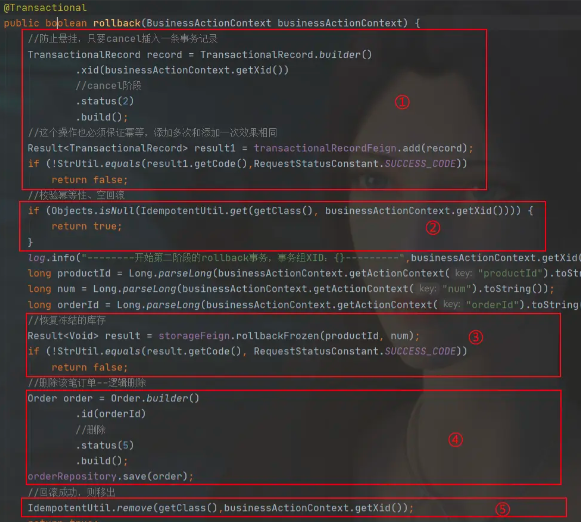 @Transactional
public boolean rollback(BusinessActionContext businessActionContext) {
//防止悬挂，只要cancel插入一条事务记录
TransactionalRecord record = TransactionalRecord.builder()
.xid(businessActionContext.getXid())
//cancel阶段
.status(2)
.build();
①
//这个操作也必须保证幂等，添加多次和添加一次效果相同
Result<TransactionalRecord> result1 = transactionalRecordFeign.add(record);
if (!StrUtil.equals(result1.getCode(),RequestStatusConstant.SUCCESS_CODE))
return false;
//校验幂等性、空回滚
if (Objects.isNull(IdempotentUtil.get(getClass(), businessActionContext.getXid()))) {
return true;
②
}
log.info("--------开始第二阶段的rollback事务，事务组XID：{}---------",businessActionContext.getXid(
long productId = Long.parseLong(businessActionContext.getActionContext( key: "productId").toStr
long num = Long.parseLong(businessActionContext.getActionContext( key: "num").toString());
long orderId = Long.parseLong(businessActionContext.getActionContext( key: "orderId").toString(
//恢复冻结的库存
Result<Void> result = storageFeign.rollbackFrozen(productId, num);
③
if (!StrUtil.equals(result.getCode(), RequestStatusConstant.SUCCESS_CODE))
return false;
//删除该笔订单--逻辑删除
Order order = Order.builder()
.id(orderId)
//删除
④
.status(5)
.build();
orderRepository.save(order);
//回滚成功，则移出
IdempotentUtil.remove(getClass(),businessActionContext.getXid());
⑤
return true;